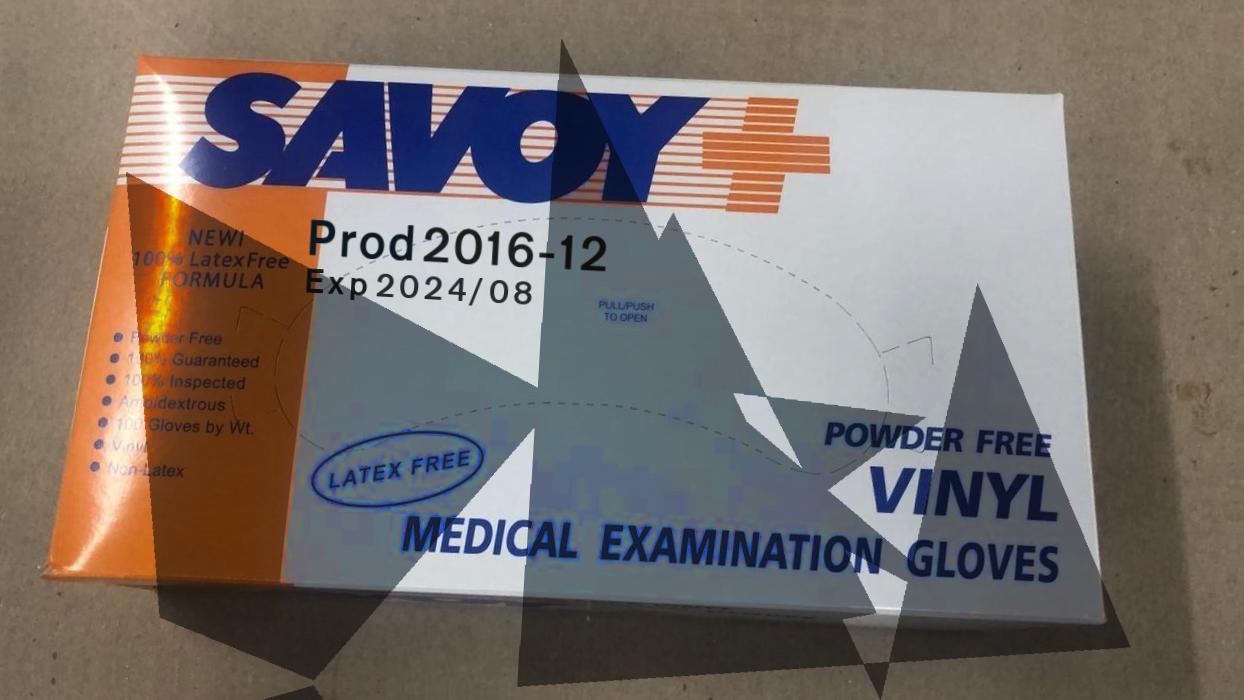 SAVOY
NEW!
100% Latex Free
FORMULA
Prod 2016-12
Exp 2024/08
PULL/PUSH
TO OPEN
Powder Free
100% Guaranteed
100% Inspected
Ambidextrous
100 Gloves by Wt.
Vinyl
Non-Latex
LATEX FREE
POWDER FREE
VINYL
MEDICAL EXAMINATION GLOVES